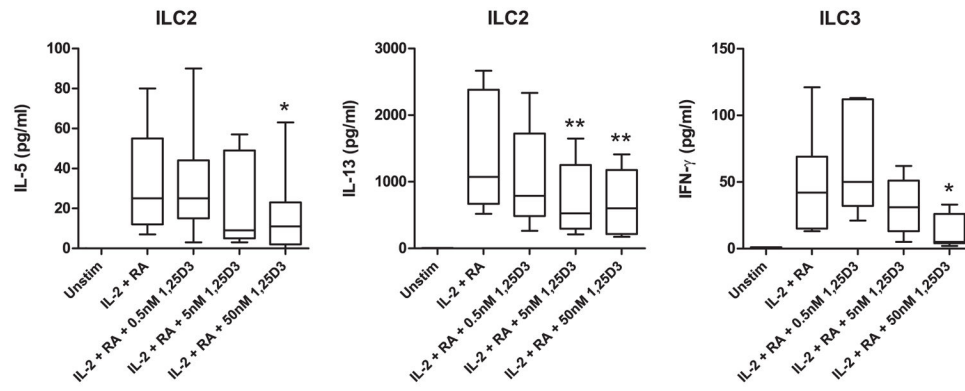 ILC2
100
80
60
40
20
0
IL-5 (pg/ml)
*
Unstim
IL-2 + RA
IL-2 + RA + 0.5nM 1,25D3
IL-2 + RA + 5nM 1,25D3
IL-2 + RA + 50nM 1,25D3
ILC2
3000
2000
1000
0
IL-13 (pg/ml)
**
**
Unstim
IL-2 + RA
IL-2 + RA + 0.5nM 1,25D3
IL-2 + RA + 5nM 1,25D3
IL-2 + RA + 50nM 1,25D3
ILC3
150
100
50
0
IFN-γ (pg/ml)
*
Unstim
IL-2 + RA
IL-2 + RA + 0.5nM 1,25D3
IL-2 + RA + 5nM 1,25D3
IL-2 + RA + 50nM 1,25D3